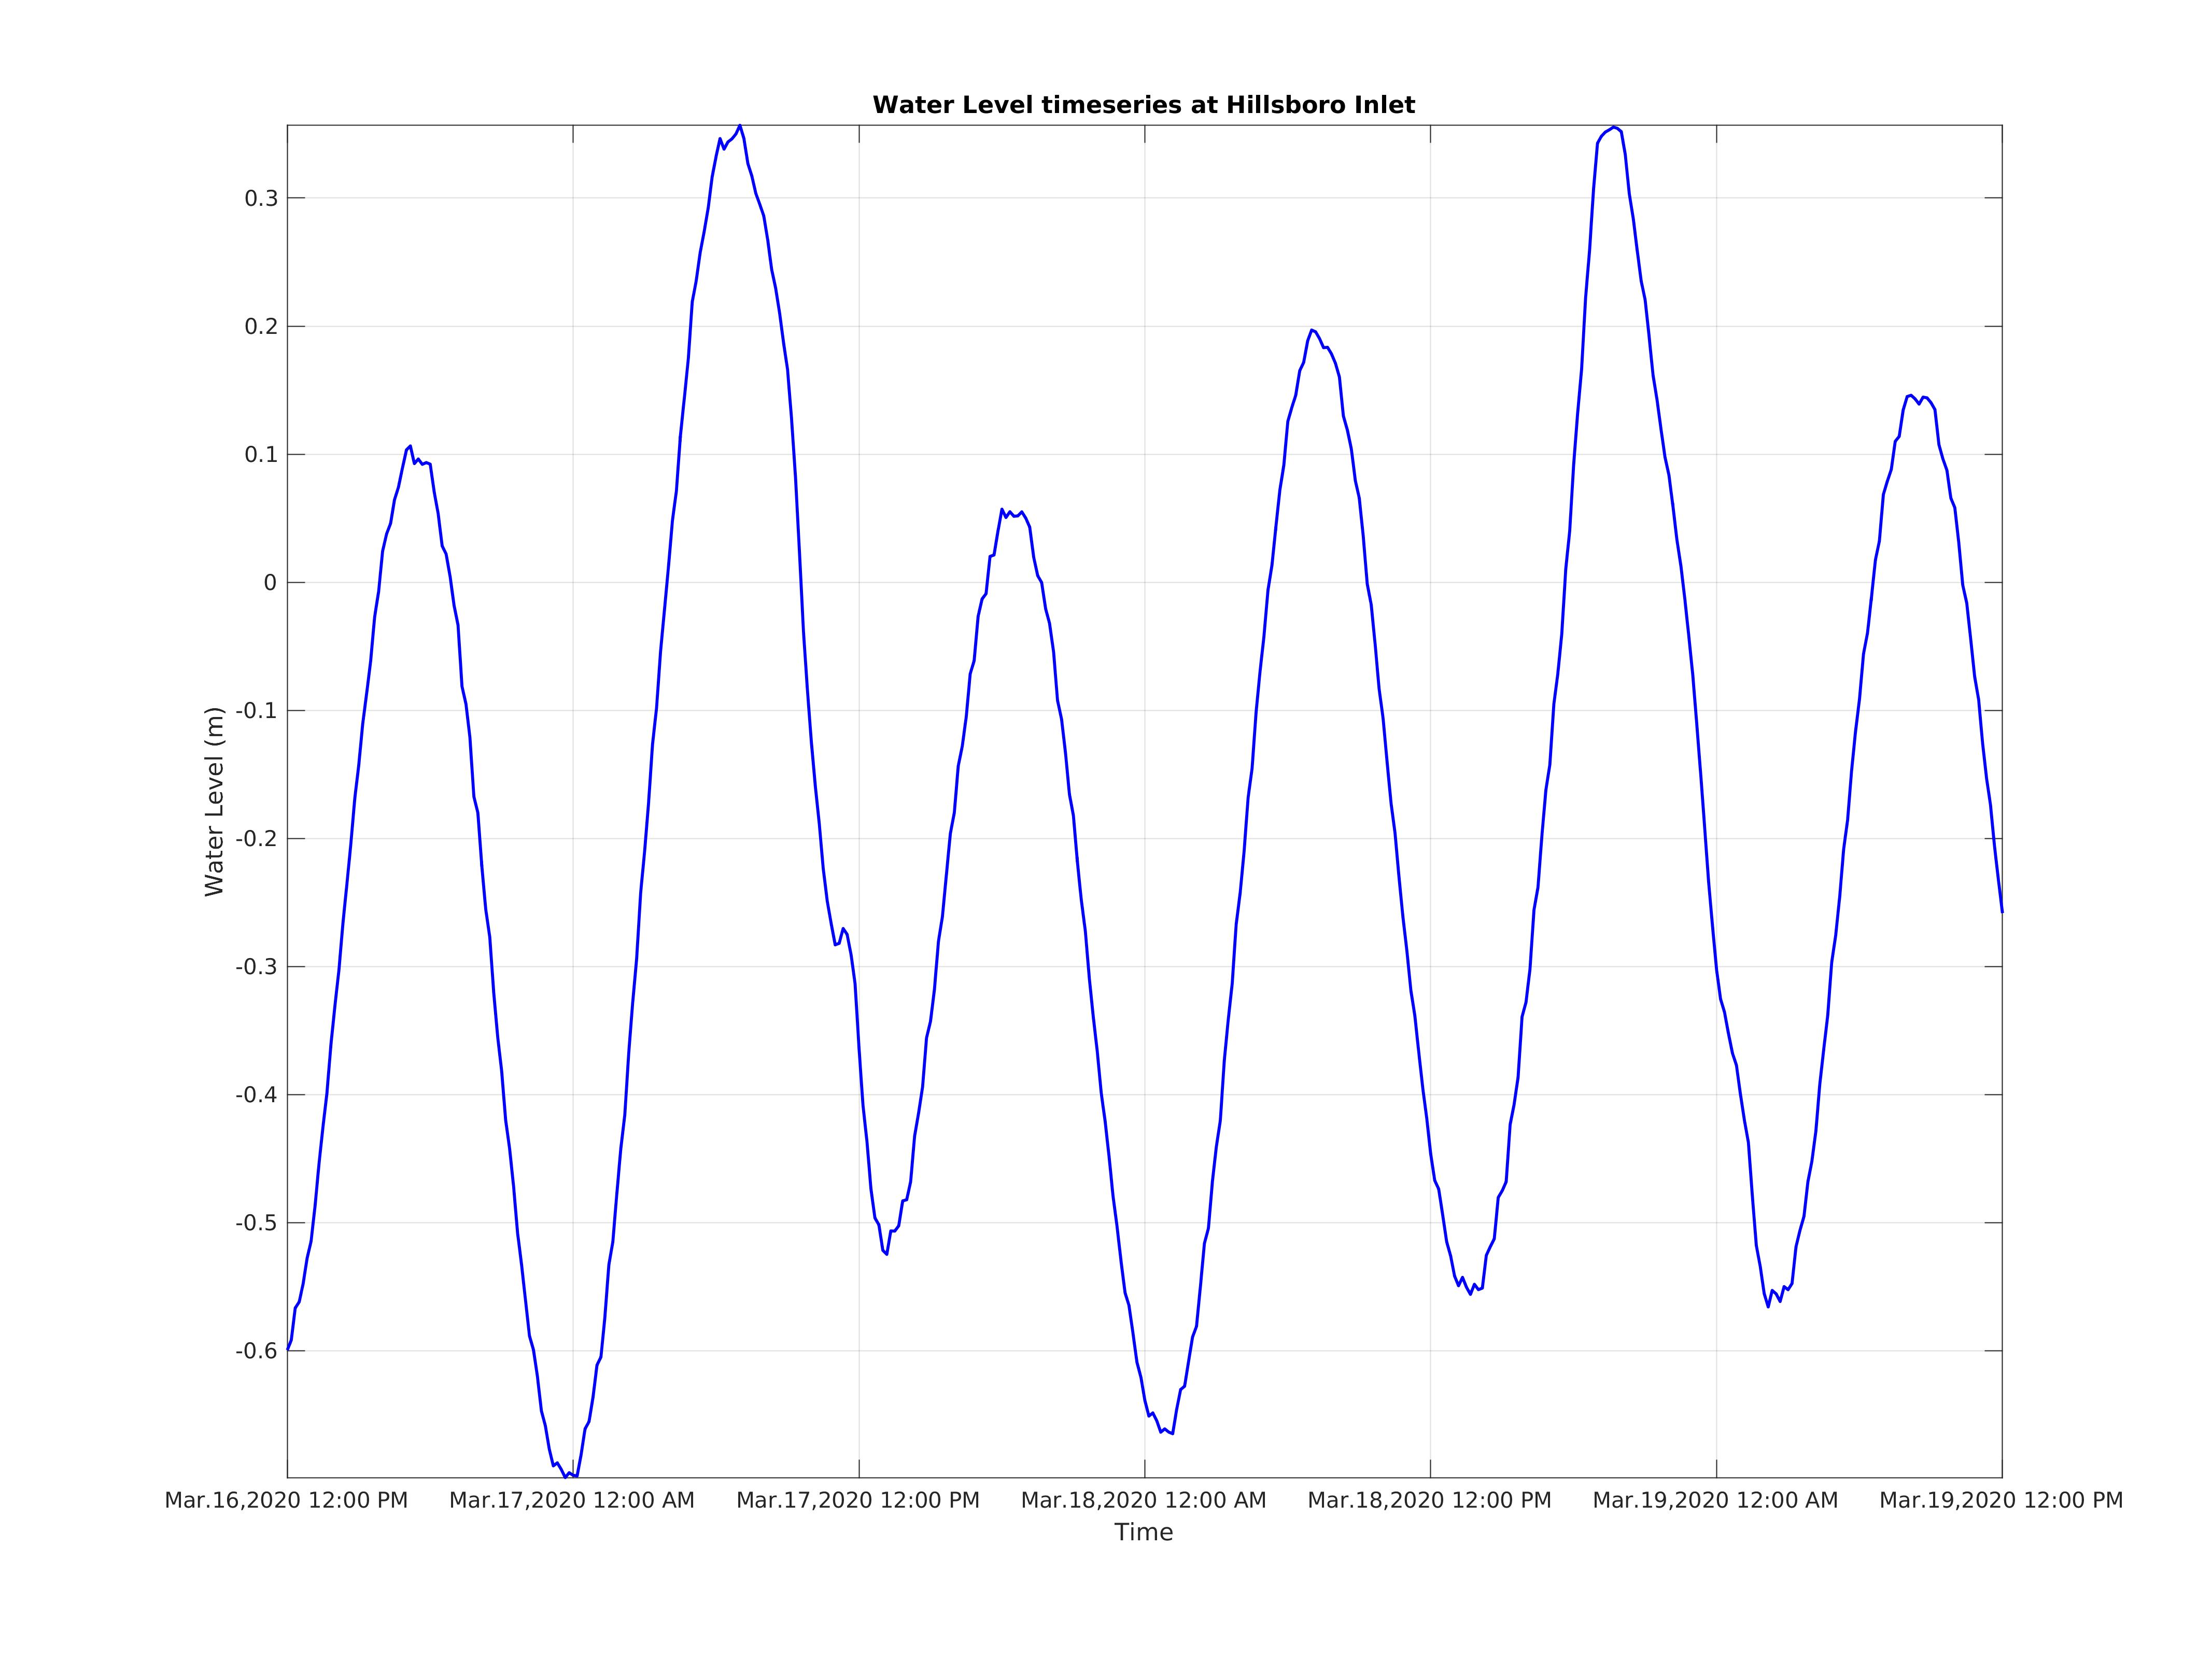 Water Level timeseries at Hillsboro Inlet
Water Level (m)
0.3
0.2
0.1
0
-0.1
-0.2
-0.3
-0.4
-0.5
-0.6
Mar.16,2020 12:00 PM
Mar.17,2020 12:00 AM
Mar.17,2020 12:00 PM
Mar.18,2020 12:00 AM
Mar.18,2020 12:00 PM
Mar.19,2020 12:00 AM
Mar.19,2020 12:00 PM
Time